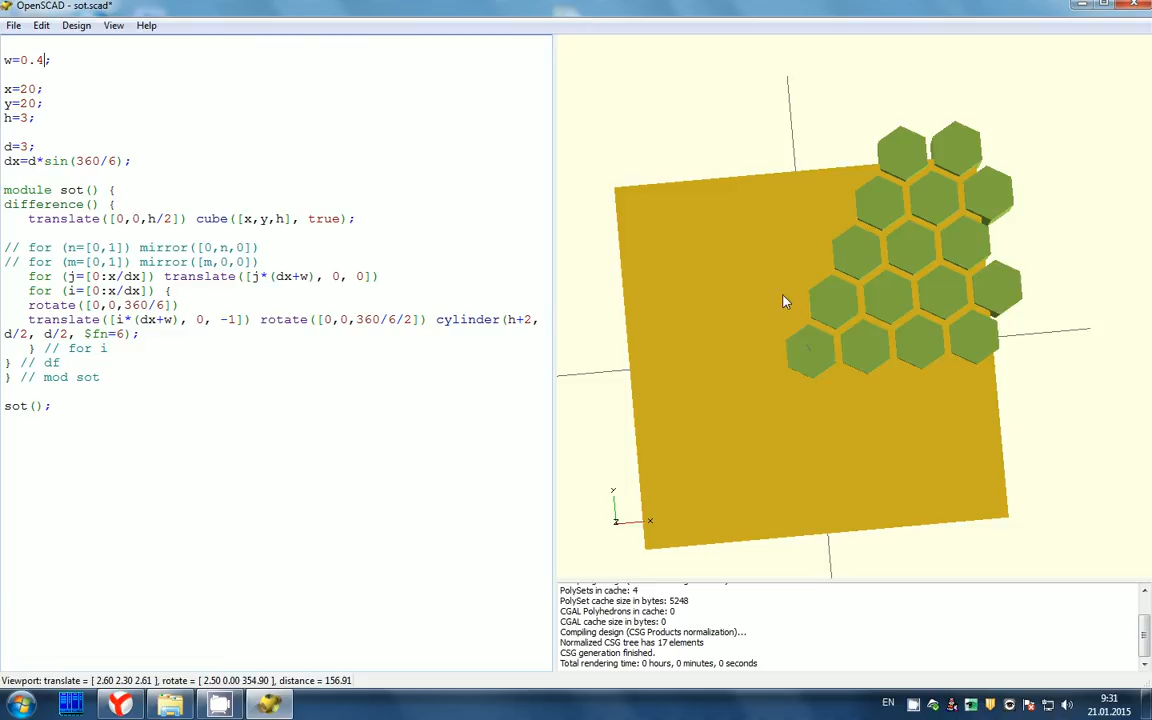 OpenSCAD - sot.scad*
File Edit Design View Help
w=0.4;
x=20;
y=20;
h=3;
d=3;
dx=d*sin(360/6);
module sot() {
difference() {
translate([0,0,h/2]) cube([x,y,h], true);
// for (n=[0,1]) mirror([0,n,0])
// for (m=[0,1]) mirror([m,0,0])
for (j=[0:x/dx]) translate([j*(dx+w), 0, 0])
for (i=[0:x/dx]) {
rotate([0,0,360/6])
translate([i*(dx+w), 0, -1]) rotate([0,0,360/6/2]) cylinder(h+2,
d/2, d/2, $fn=6);
} // for i
} // df
} // mod sot
sot();
Y
Z X
PolySets in cache: 4
PolySet cache size in bytes: 5248
CGAL Polyhedrons in cache: 0
CGAL cache size in bytes: 0
Compiling design (CSG Products normalization)...
Normalized CSG tree has 17 elements
CSG generation finished.
Total rendering time: 0 hours, 0 minutes, 0 seconds
Viewport: translate = [ 2.60 2.30 2.61 ], rotate = [ 2.50 0.00 354.90 ], distance = 156.91
EN
9:31
21.01.2015